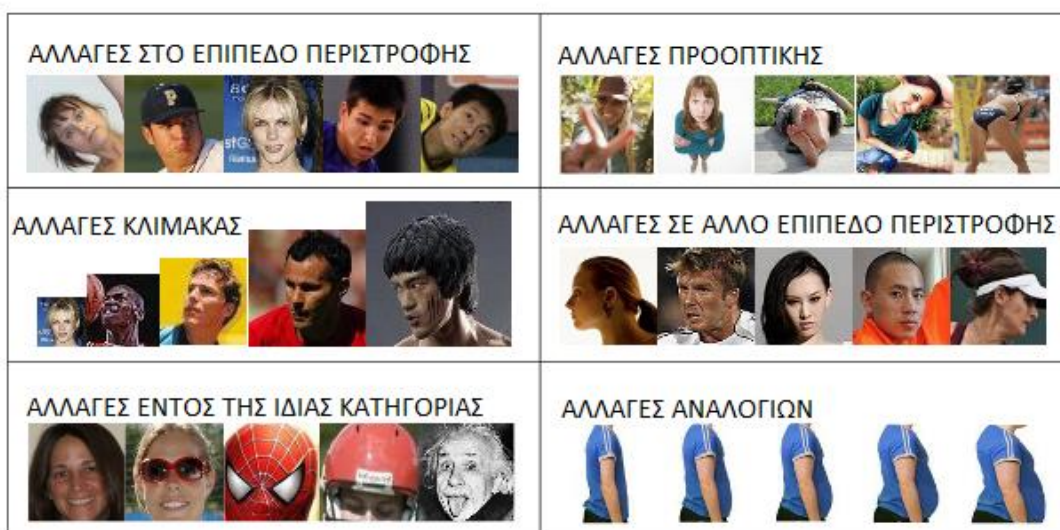 ΑΛΛΑΓΕΣ ΣΤΟ ΕΠΙΠΕΔΟ ΠΕΡΙΣΤΡΟΦΗΣ
ΑΛΛΑΓΕΣ ΠΡΟΟΠΤΙΚΗΣ
ΑΛΛΑΓΕΣ ΚΛΙΜΑΚΑΣ
ΑΛΛΑΓΕΣ ΣΕ ΑΛΛΟ ΕΠΙΠΕΔΟ ΠΕΡΙΣΤΡΟΦΗΣ
ΑΛΛΑΓΕΣ ΕΝΤΟΣ ΤΗΣ ΙΔΙΑΣ ΚΑΤΗΓΟΡΙΑΣ
ΑΛΛΑΓΕΣ ΑΝΑΛΟΓΙΩΝ